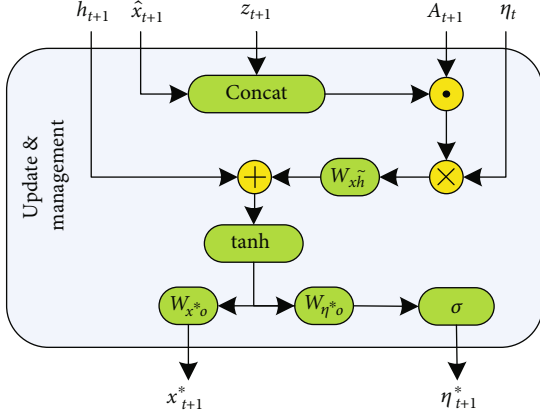 h_{t+1} x̂_{t+1} z_{t+1} A_{t+1} η_t
Concat
Update &
management
W_{xh̃}
tanh
W_{x*o} W_{η*o} σ
x*_{t+1} η*_{t+1}